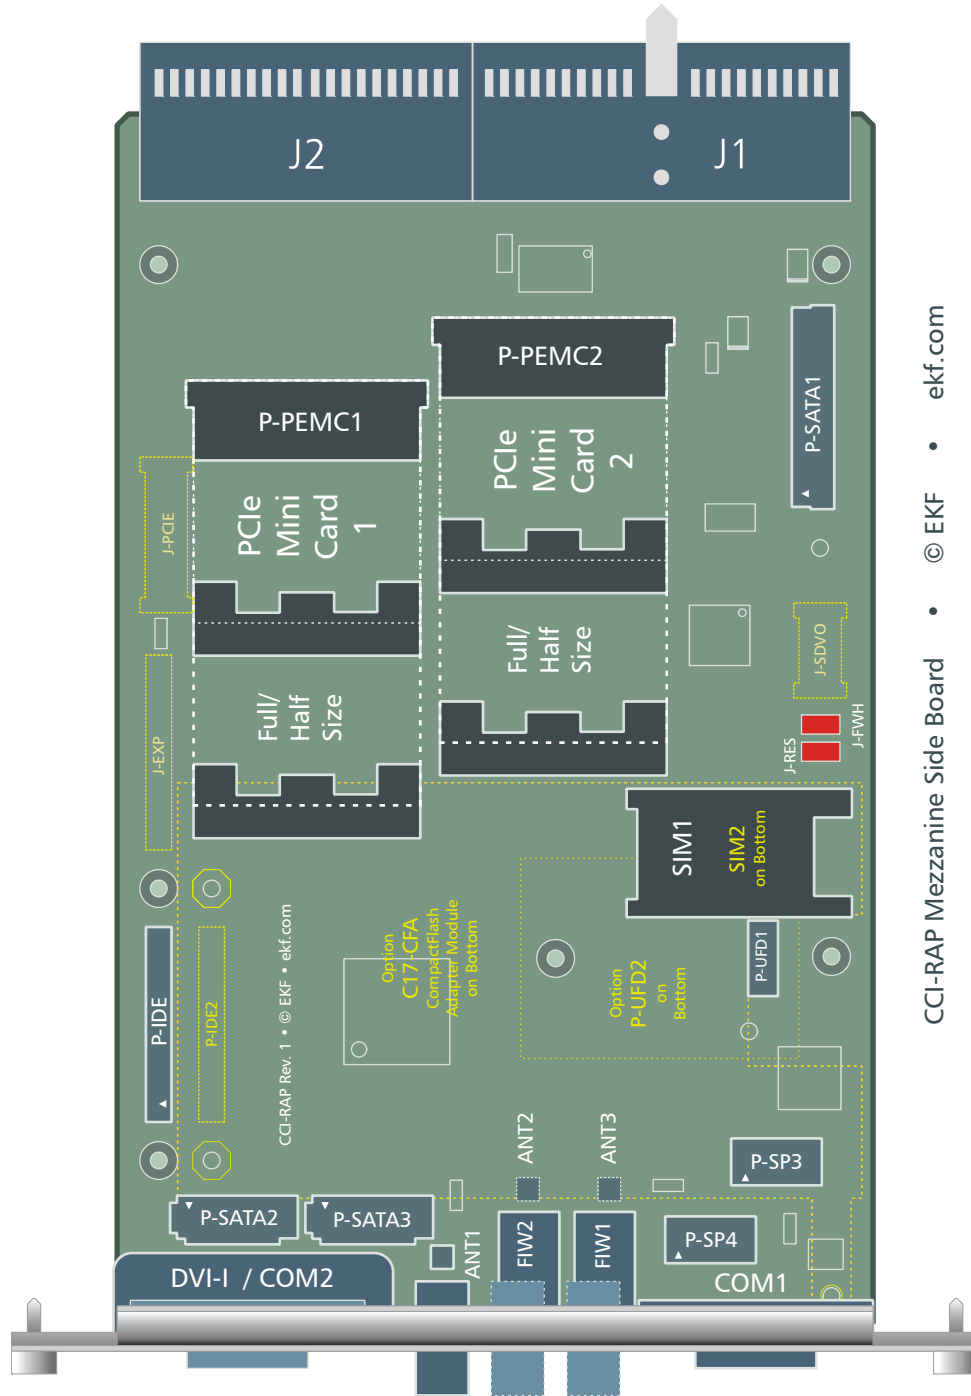 J2
J1
P-PEMC2
P-PEMC1
PCIe
Mini
Card
2
PCIe
Mini
Card
1
P-SATA1
J-PCIE
Full/
Half
Size
Full/
Half
Size
J-SDVO
J-FWH
J-RES
J-EXP
SIM1
SIM2
on Bottom
Option
C17-CFA
CompactFlash
Adapter Module
on Bottom
P-UFD1
Option
P-UFD2
on
Bottom
P-IDE
P-IDE2
CCI-RAP Rev. 1 • © EKF • ekf.com
ANT2
ANT3
P-SP3
P-SATA2
P-SATA3
ANT1
FIW2
FIW1
P-SP4
DVI-I / COM2
COM1
CCI-RAP Mezzanine Side Board • © EKF • ekf.com